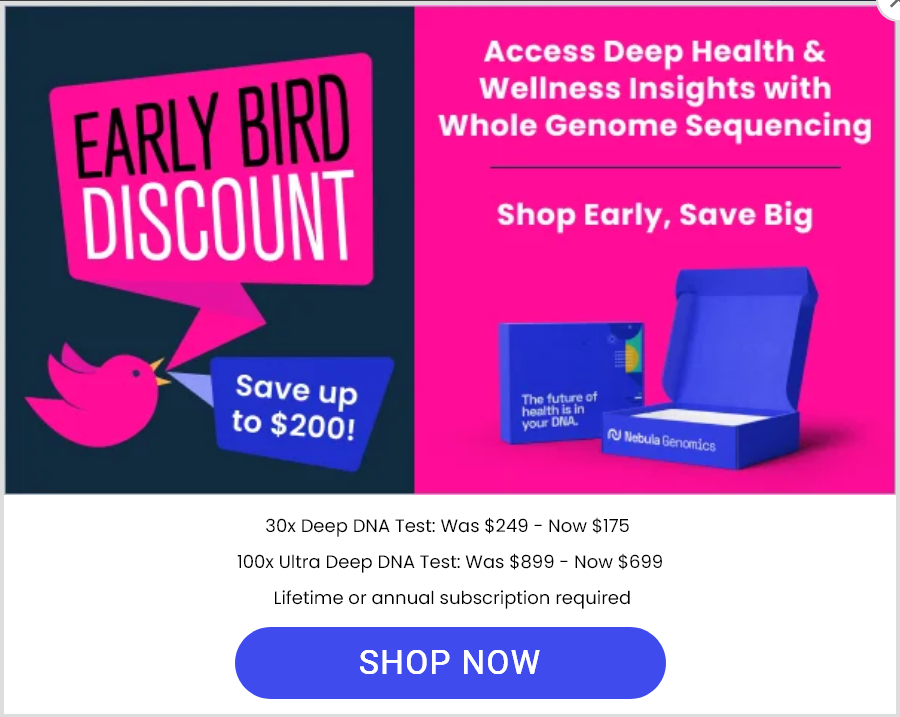 EARLY BIRD
DISCOUNT
Save up
to $200!
Access Deep Health &
Wellness Insights with
Whole Genome Sequencing
Shop Early, Save Big
The future of
health is in
your DNA.
Nebula Genomics
30x Deep DNA Test: Was $249 - Now $175
100x Ultra Deep DNA Test: Was $899 - Now $699
Lifetime or annual subscription required
SHOP NOW